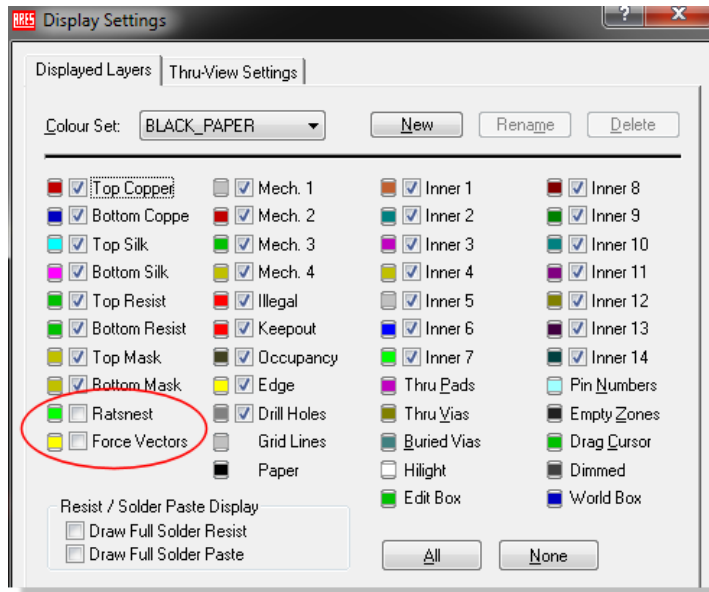 ARES Display Settings
Displayed Layers Thru-View Settings
Colour Set: BLACK_PAPER New Rename Delete
Top Copper Mech. 1 Inner 1 Inner 8
Bottom Coppe Mech. 2 Inner 2 Inner 9
Top Silk Mech. 3 Inner 3 Inner 10
Bottom Silk Mech. 4 Inner 4 Inner 11
Top Resist Illegal Inner 5 Inner 12
Bottom Resist Keepout Inner 6 Inner 13
Top Mask Occupancy Inner 7 Inner 14
Bottom Mask Edge Thru Pads Pin Numbers
Ratsnest Drill Holes Thru Vias Empty Zones
Force Vectors Grid Lines Buried Vias Drag Cursor
Paper Hilight Dimmed
Edit Box World Box
Resist / Solder Paste Display
Draw Full Solder Resist
Draw Full Solder Paste
All None